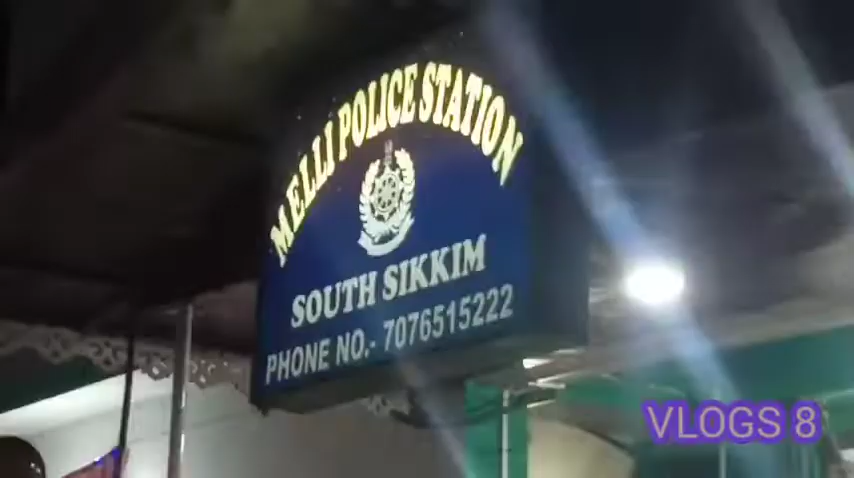 MELLI POLICE STATION
SOUTH SIKKIM
PHONE NO.- 7076515222
VLOGS 8